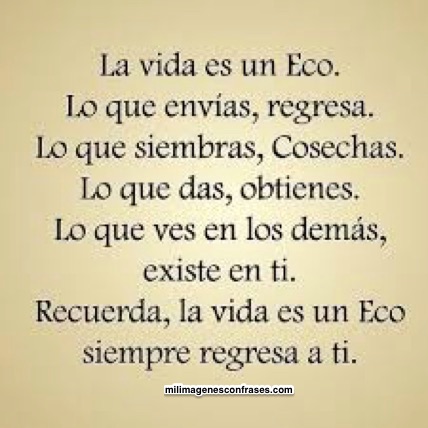 La vida es un Eco.
Lo que envías, regresa.
Lo que siembras, Cosechas.
Lo que das, obtienes.
Lo que ves en los demás,
existe en ti.
Recuerda, la vida es un Eco
siempre regresa a ti.
milimagenesconfrases.com